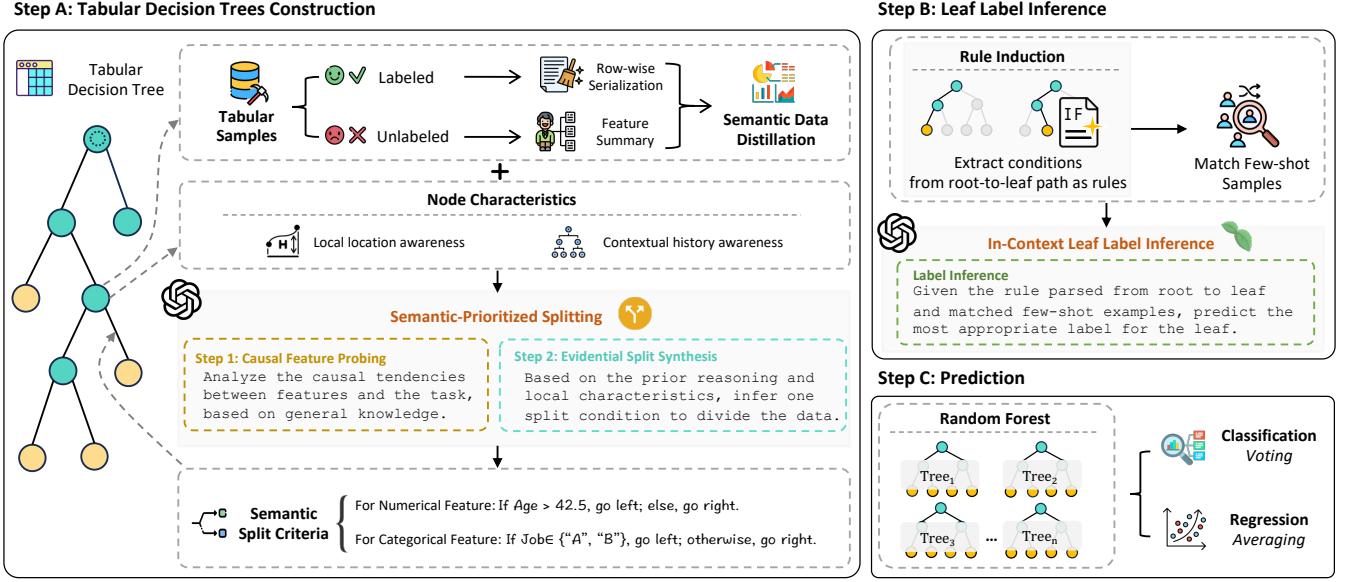 Step A: Tabular Decision Trees Construction
Tabular
Decision Tree
Tabular
Samples
Labeled
Unlabeled
Row-wise
Serialization
Feature
Summary
Semantic Data
Distillation
+
Node Characteristics
H
Local location awareness
Contextual history awareness
Semantic-Prioritized Splitting
Step 1: Causal Feature Probing
Analyze the causal tendencies
between features and the task,
based on general knowledge.
Step 2: Evidential Split Synthesis
Based on the prior reasoning and
local characteristics, infer one
split condition to divide the data.
Semantic
Split Criteria
For Numerical Feature: If Age > 42.5, go left; else, go right.
For Categorical Feature: If Job∈ {“A”, “B”}, go left; otherwise, go right.
Step B: Leaf Label Inference
Rule Induction
IF
Extract conditions
from root-to-leaf path as rules
Match Few-shot
Samples
In-Context Leaf Label Inference
Label Inference
Given the rule parsed from root to leaf
and matched few-shot examples, predict the
most appropriate label for the leaf.
Step C: Prediction
Random Forest
Tree₁
Tree₂
Tree₃
...
Treeₙ
Classification
Voting
Regression
Averaging